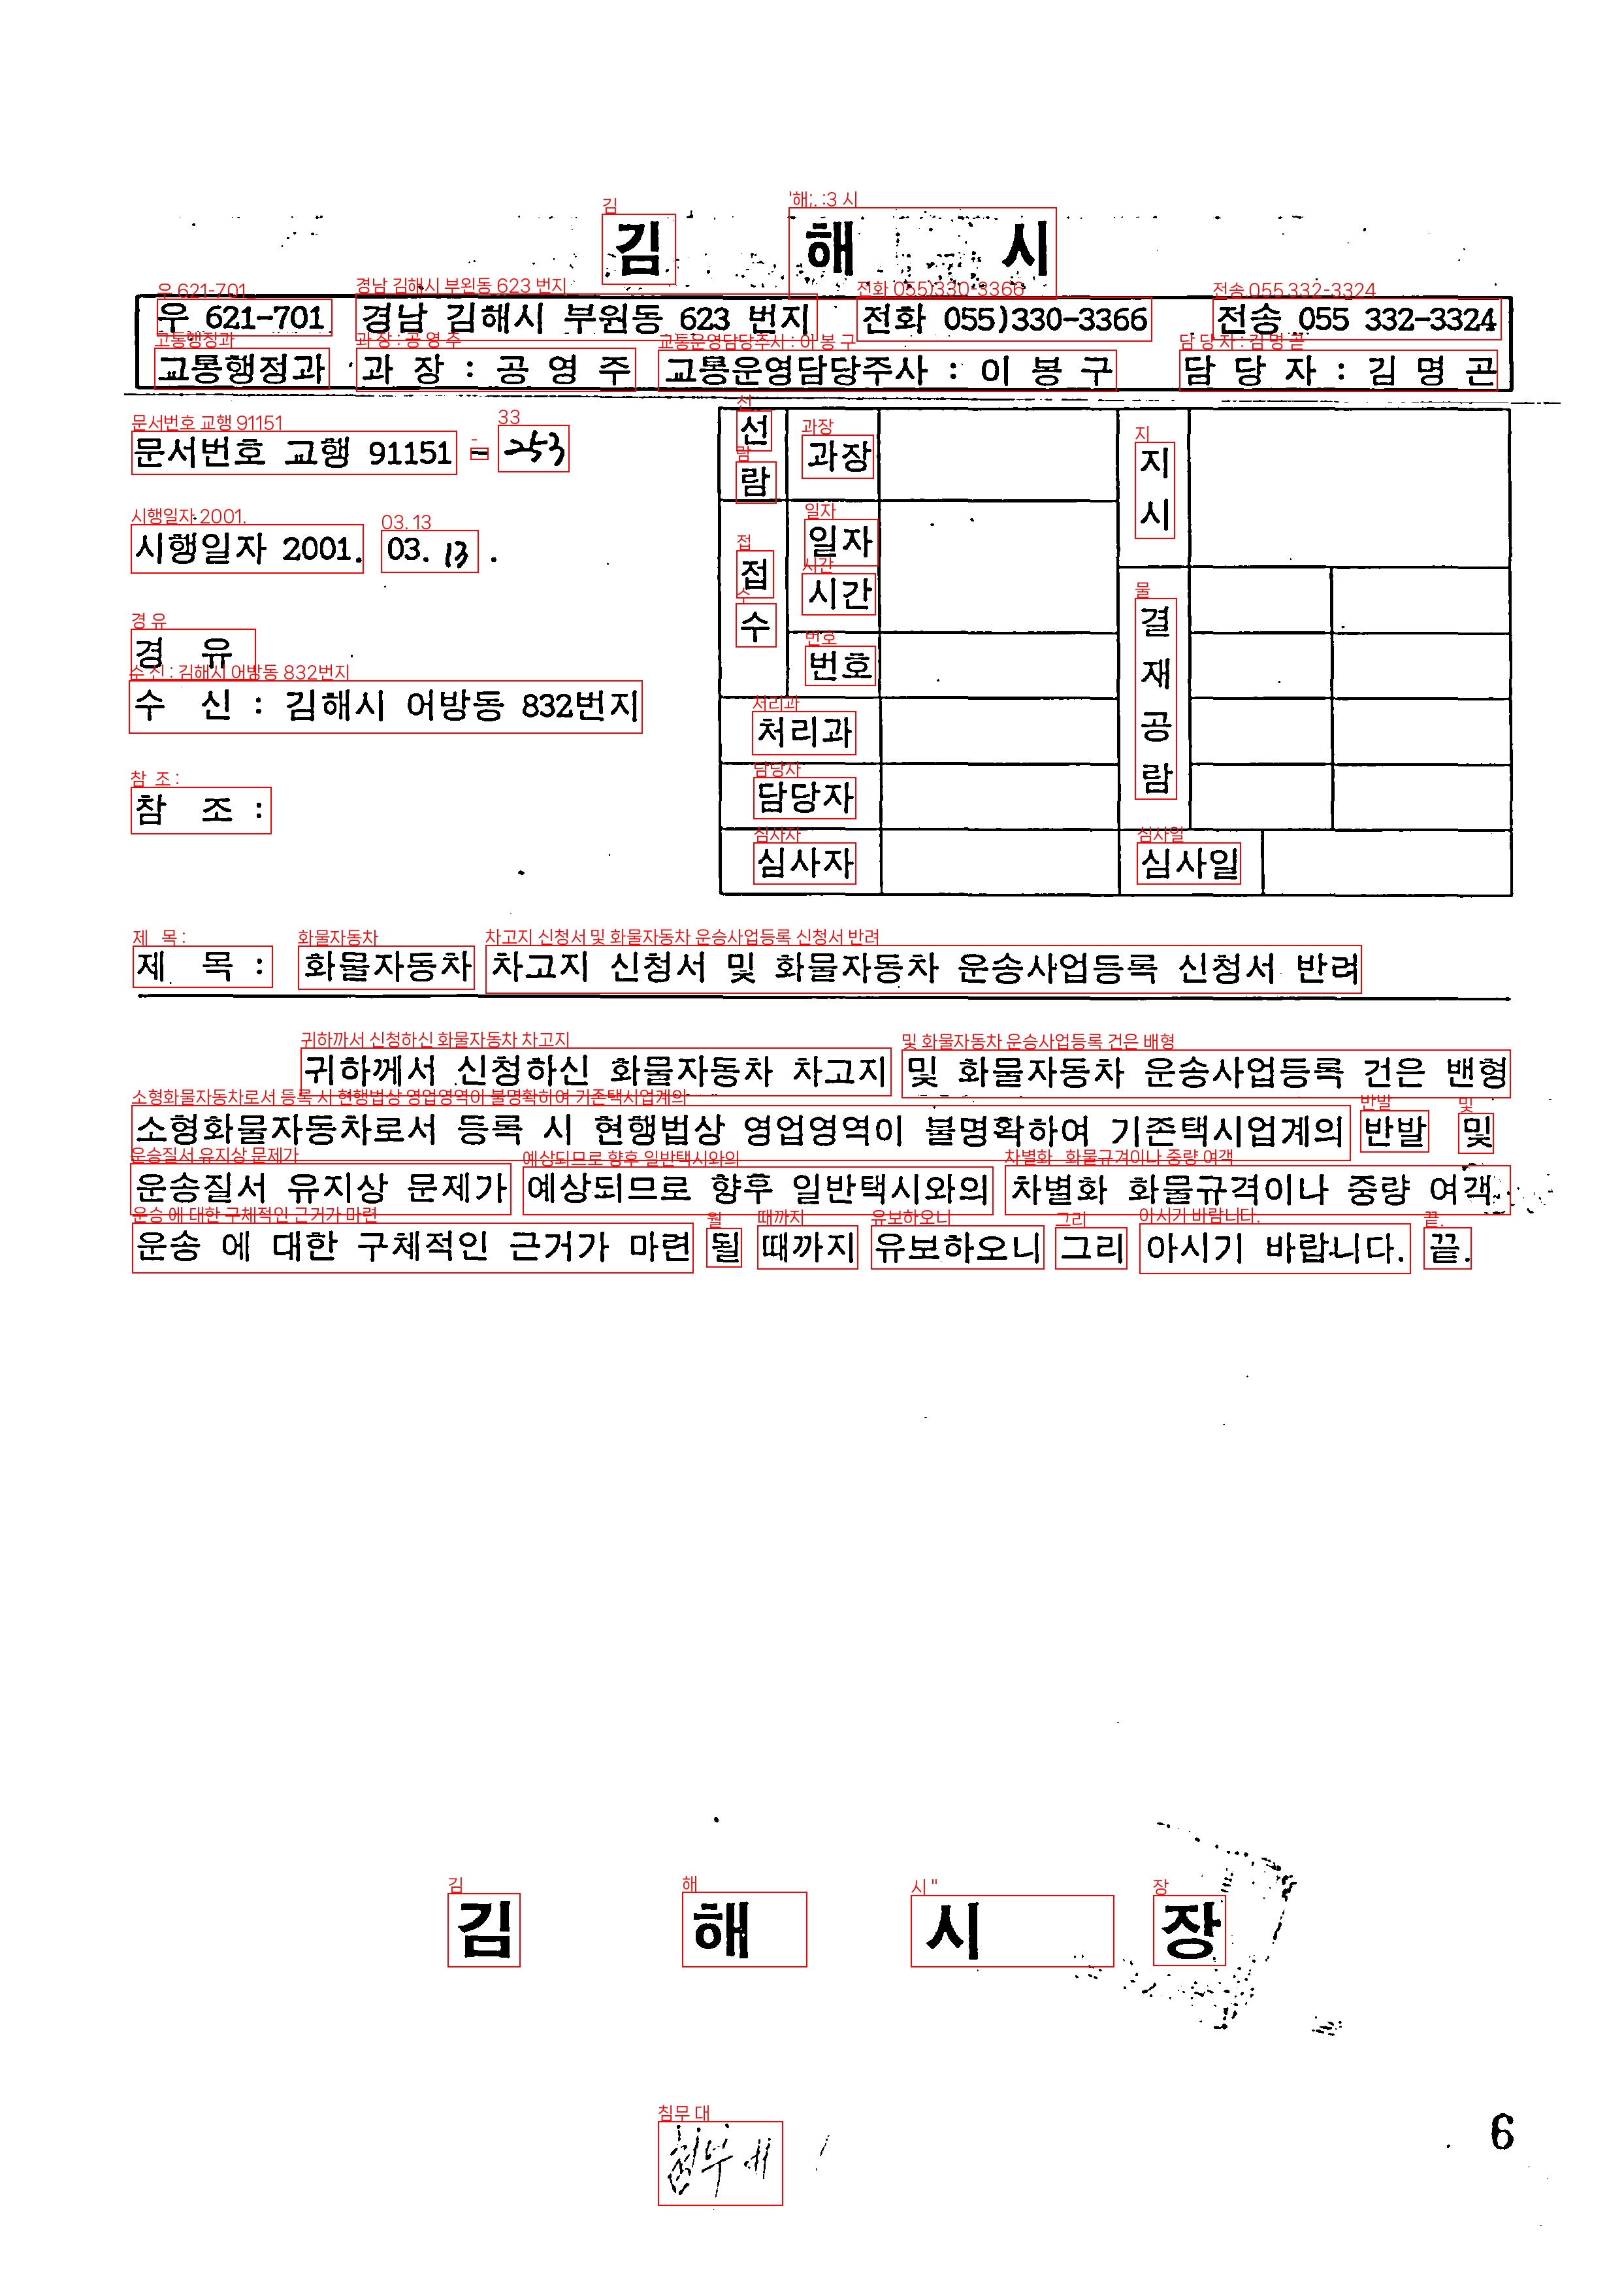 김 해 시
우 621-701 경남 김해시 부원동 623 번지 전화 055)330-3366 전송 055 332-3324
교통행정과 과 장 : 공 영 주 교통운영담당주사 : 이 봉 구 담 당 자 : 김 명 곤
문서번호 교행 91151 - 253
시행일자 2001. 03. 13 .
경 유
수 신 : 김해시 어방동 832번지
참 조 :
선람 과장 지시
접수 일자 시간 결재공람
번호
처리과
담당자
심사자 심사일
제 목 : 화물자동차 차고지 신청서 및 화물자동차 운송사업등록 신청서 반려
귀하께서 신청하신 화물자동차 차고지 및 화물자동차 운송사업등록 건은 밴형
소형화물자동차로서 등록 시 현행법상 영업영역이 불명확하여 기존택시업계의 반발 및
운송질서 유지상 문제가 예상되므로 향후 일반택시와의 차별화 화물규격이나 중량 여객
운송 에 대한 구체적인 근거가 마련 될 때까지 유보하오니 그리 아시기 바랍니다. 끝.
김 해 시 장
6